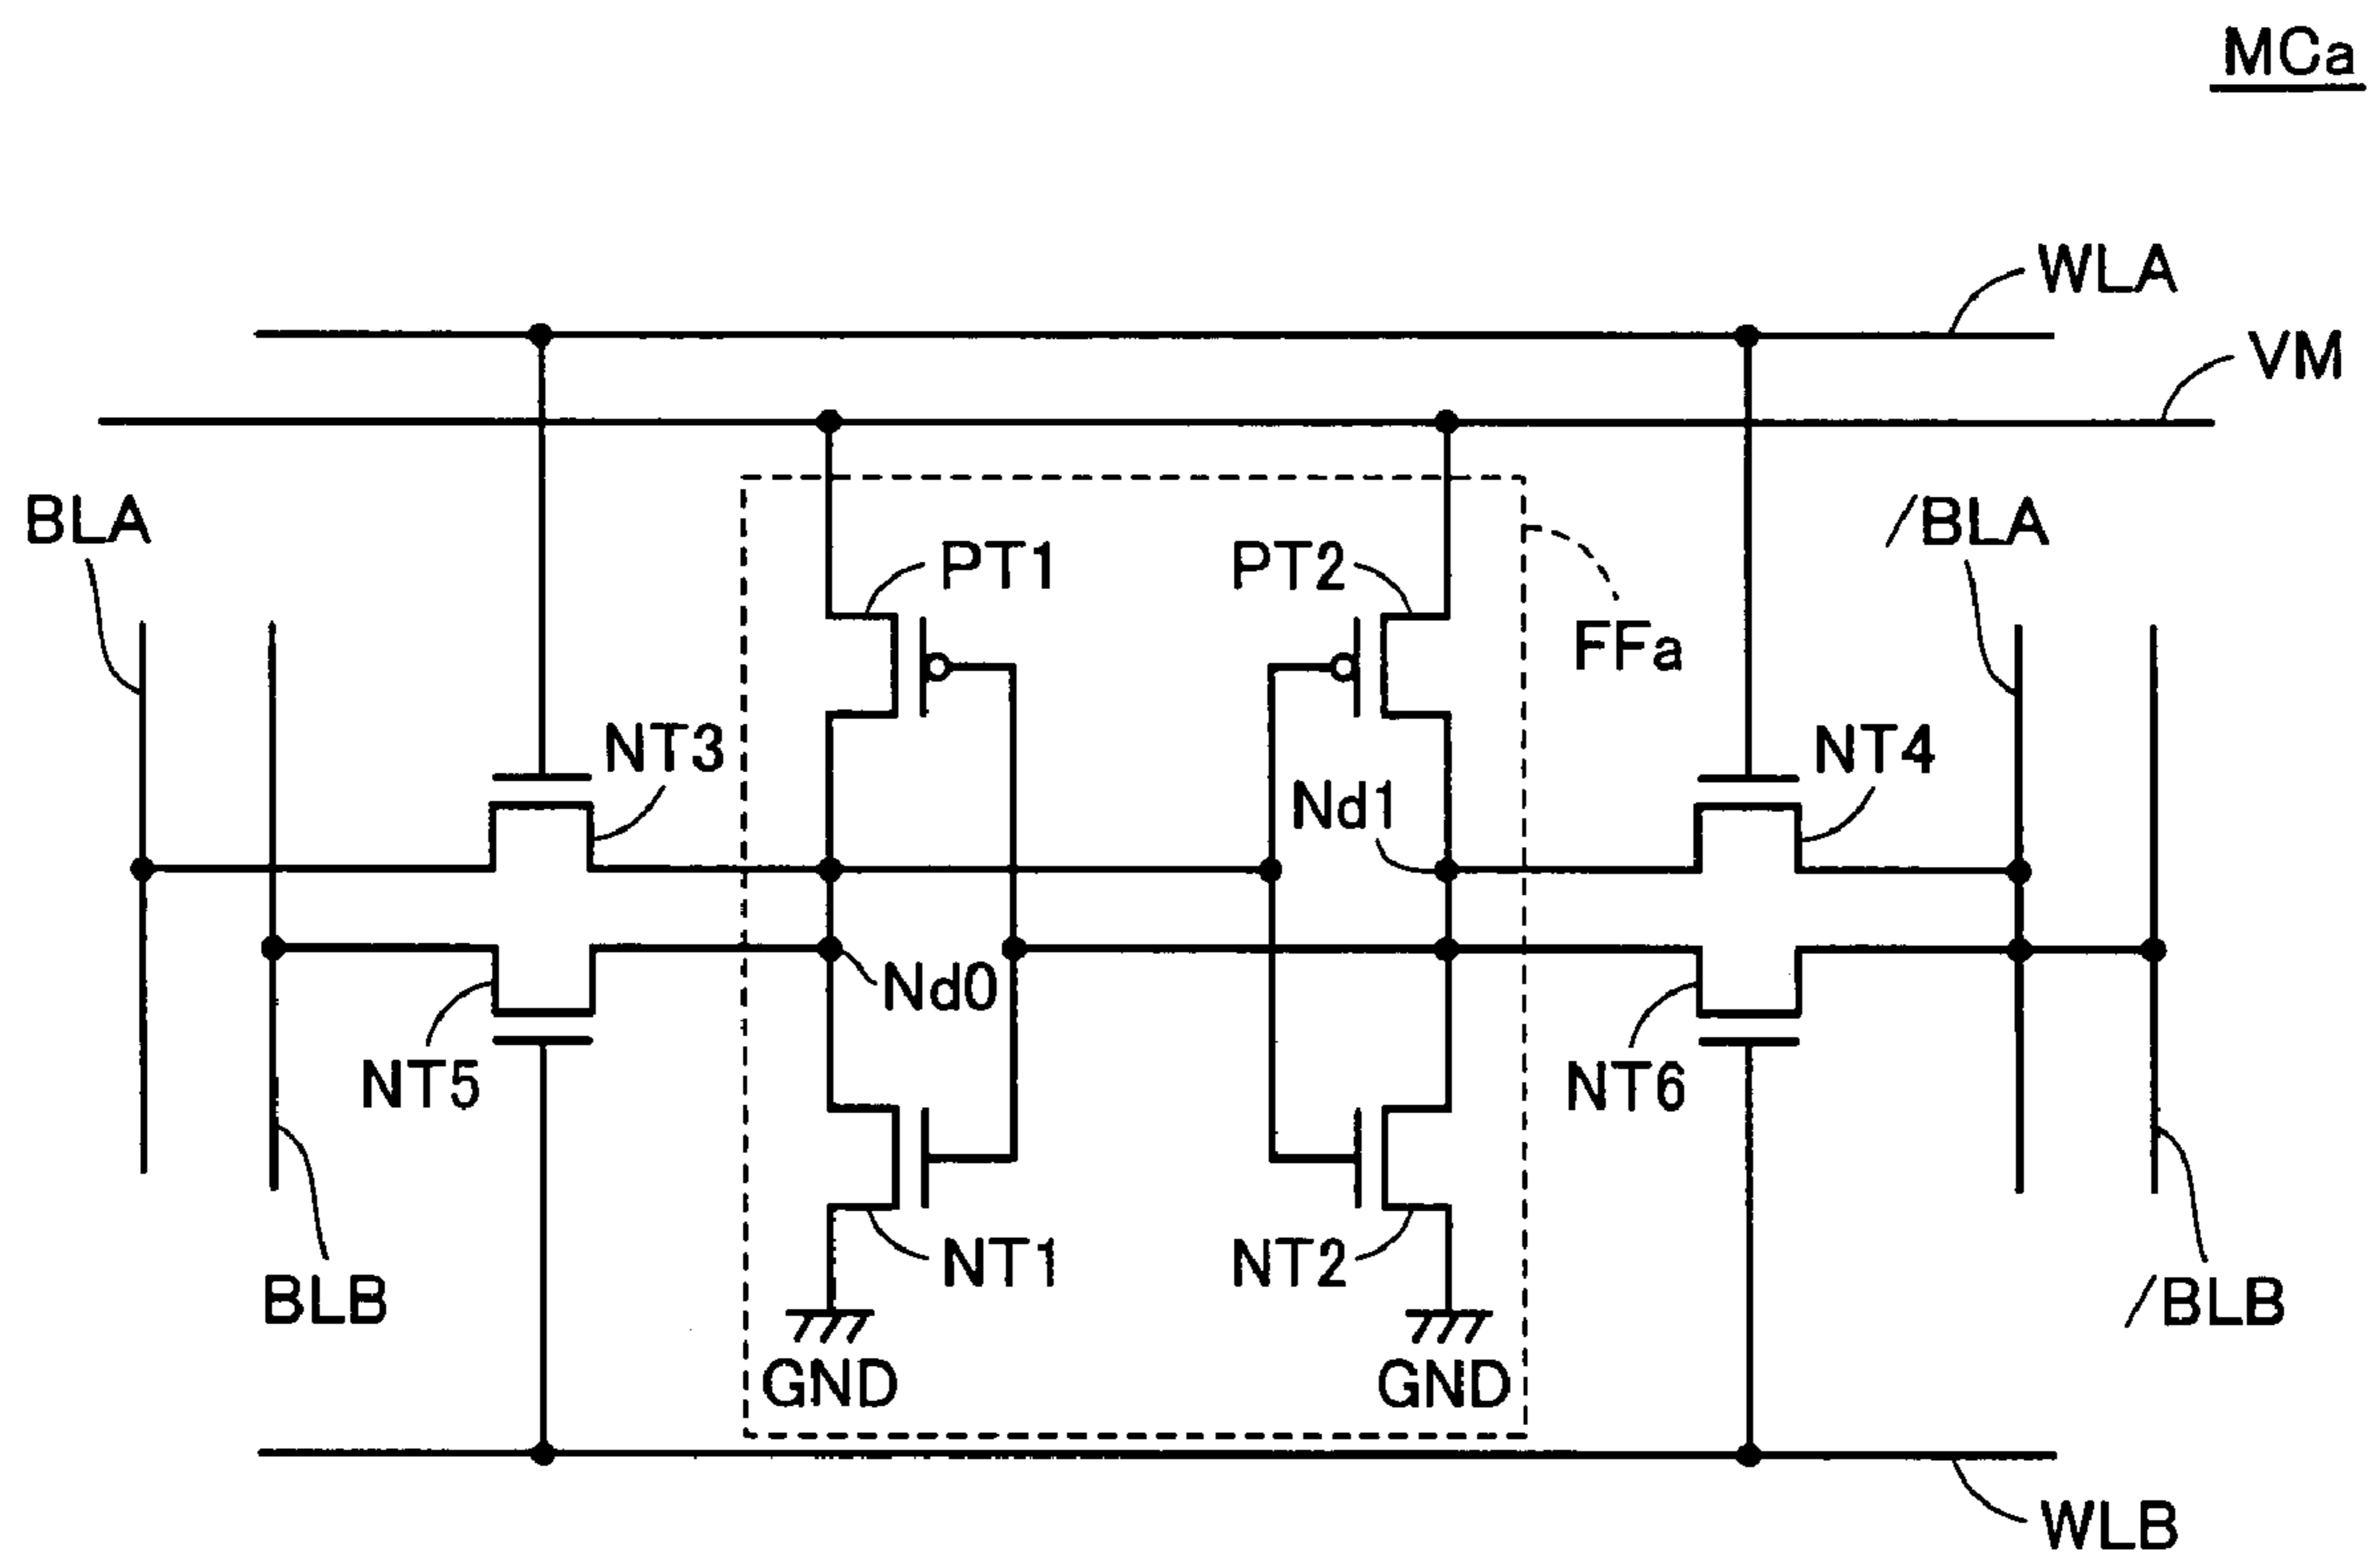 MCa
WLA
VM
BLA
/BLA
PT1
PT2
FFa
NT3
NT4
Nd1
Nd0
NT5
NT6
NT1
NT2
BLB
/BLB
GND
GND
WLB